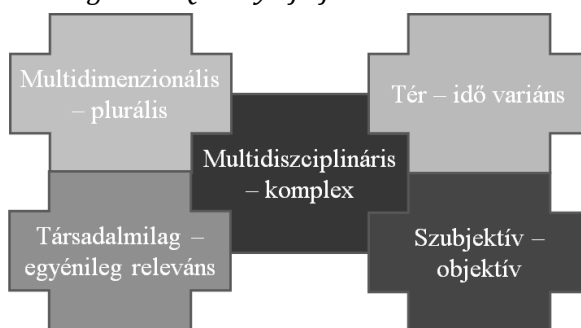 Multidimenzionális
– plurális
Tér – idő variáns
Multidiszciplináris
– komplex
Társadalmilag –
egyénileg releváns
Szubjektív –
objektív